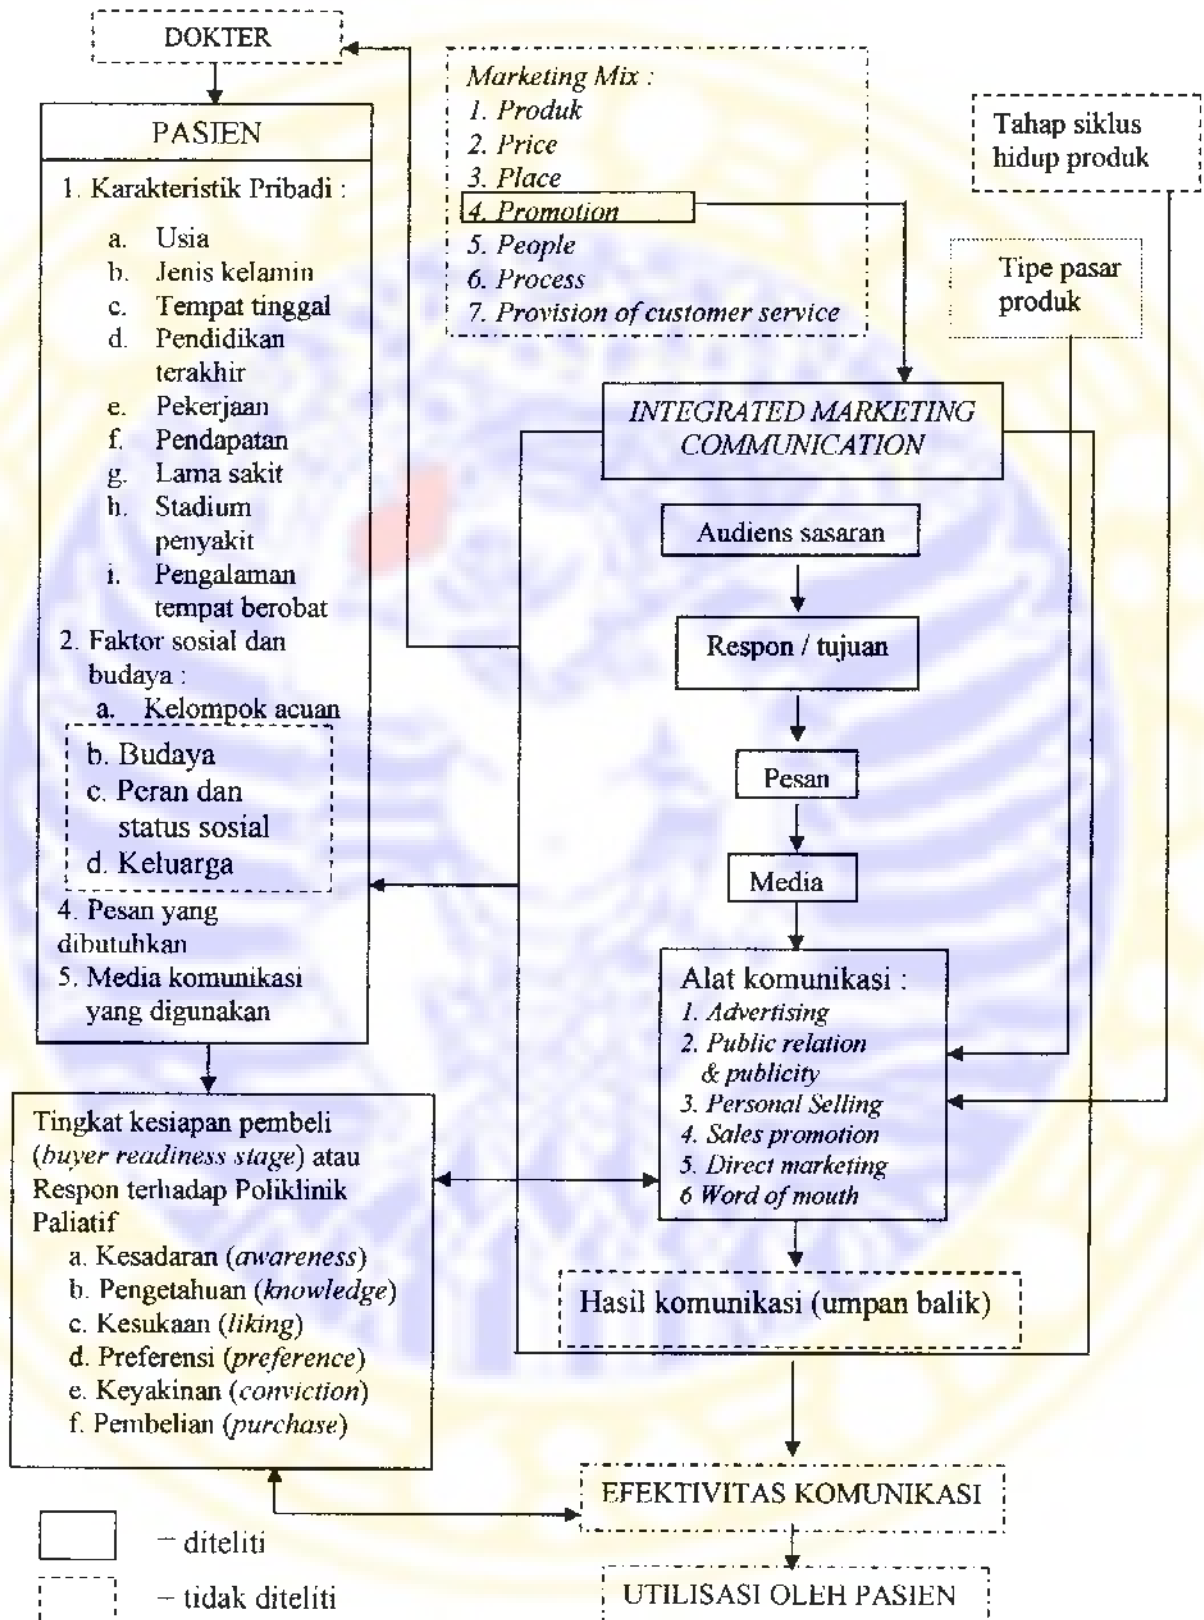 DOKTER
PASIEN
1. Karakteristik Pribadi :
a. Usia
b. Jenis kelamin
c. Tempat tinggal
d. Pendidikan
terakhir
e. Pekerjaan
f. Pendapatan
g. Lama sakit
h. Stadium
penyakit
i. Pengalaman
tempat berobat
2. Faktor sosial dan
budaya :
a. Kelompok acuan
b. Budaya
c. Peran dan
status sosial
d. Keluarga
4. Pesan yang
dibutuhkan
5. Media komunikasi
yang digunakan
Tingkat kesiapan pembeli
(buyer readiness stage) atau
Respon terhadap Poliklinik
Paliatif
a. Kesadaran (awareness)
b. Pengetahuan (knowledge)
c. Kesukaan (liking)
d. Preferensi (preference)
e. Keyakinan (conviction)
f. Pembelian (purchase)
Marketing Mix :
1. Produk
2. Price
3. Place
4. Promotion
5. People
6. Process
7. Provision of customer service
Tahap siklus
hidup produk
Tipe pasar
produk
INTEGRATED MARKETING
COMMUNICATION
Audiens sasaran
Respon / tujuan
Pesan
Media
Alat komunikasi :
1. Advertising
2. Public relation
& publicity
3. Personal Selling
4. Sales promotion
5. Direct marketing
6 Word of mouth
Hasil komunikasi (umpan balik)
EFEKTIVITAS KOMUNIKASI
UTILISASI OLEH PASIEN
= diteliti
= tidak diteliti